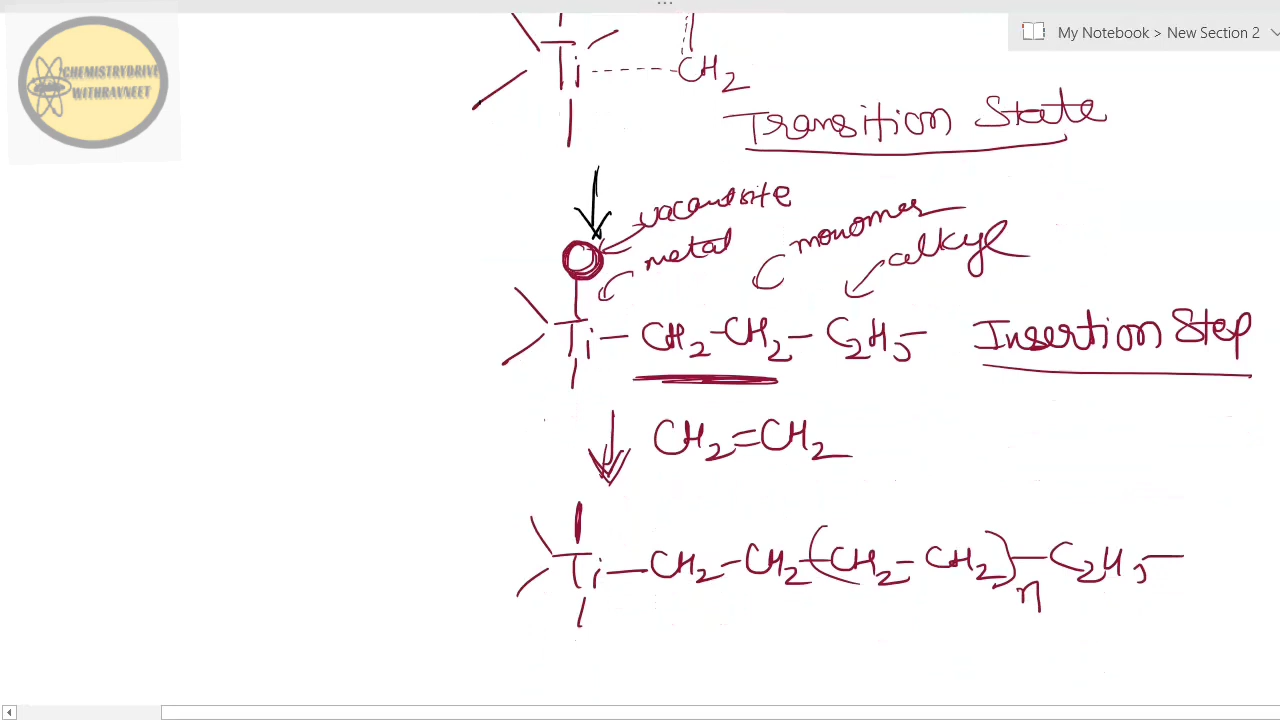 My Notebook > New Section 2
CHEMISTRYDRIVE
WITHRAVNEET
Ti CH2
Transition State
vacant site
metal
monomer
alkyl
Ti - CH2 - CH2 - C2H5 - Insertion Step
CH2=CH2
Ti - CH2 - CH2 (CH2 - CH2)n - C2H5 -